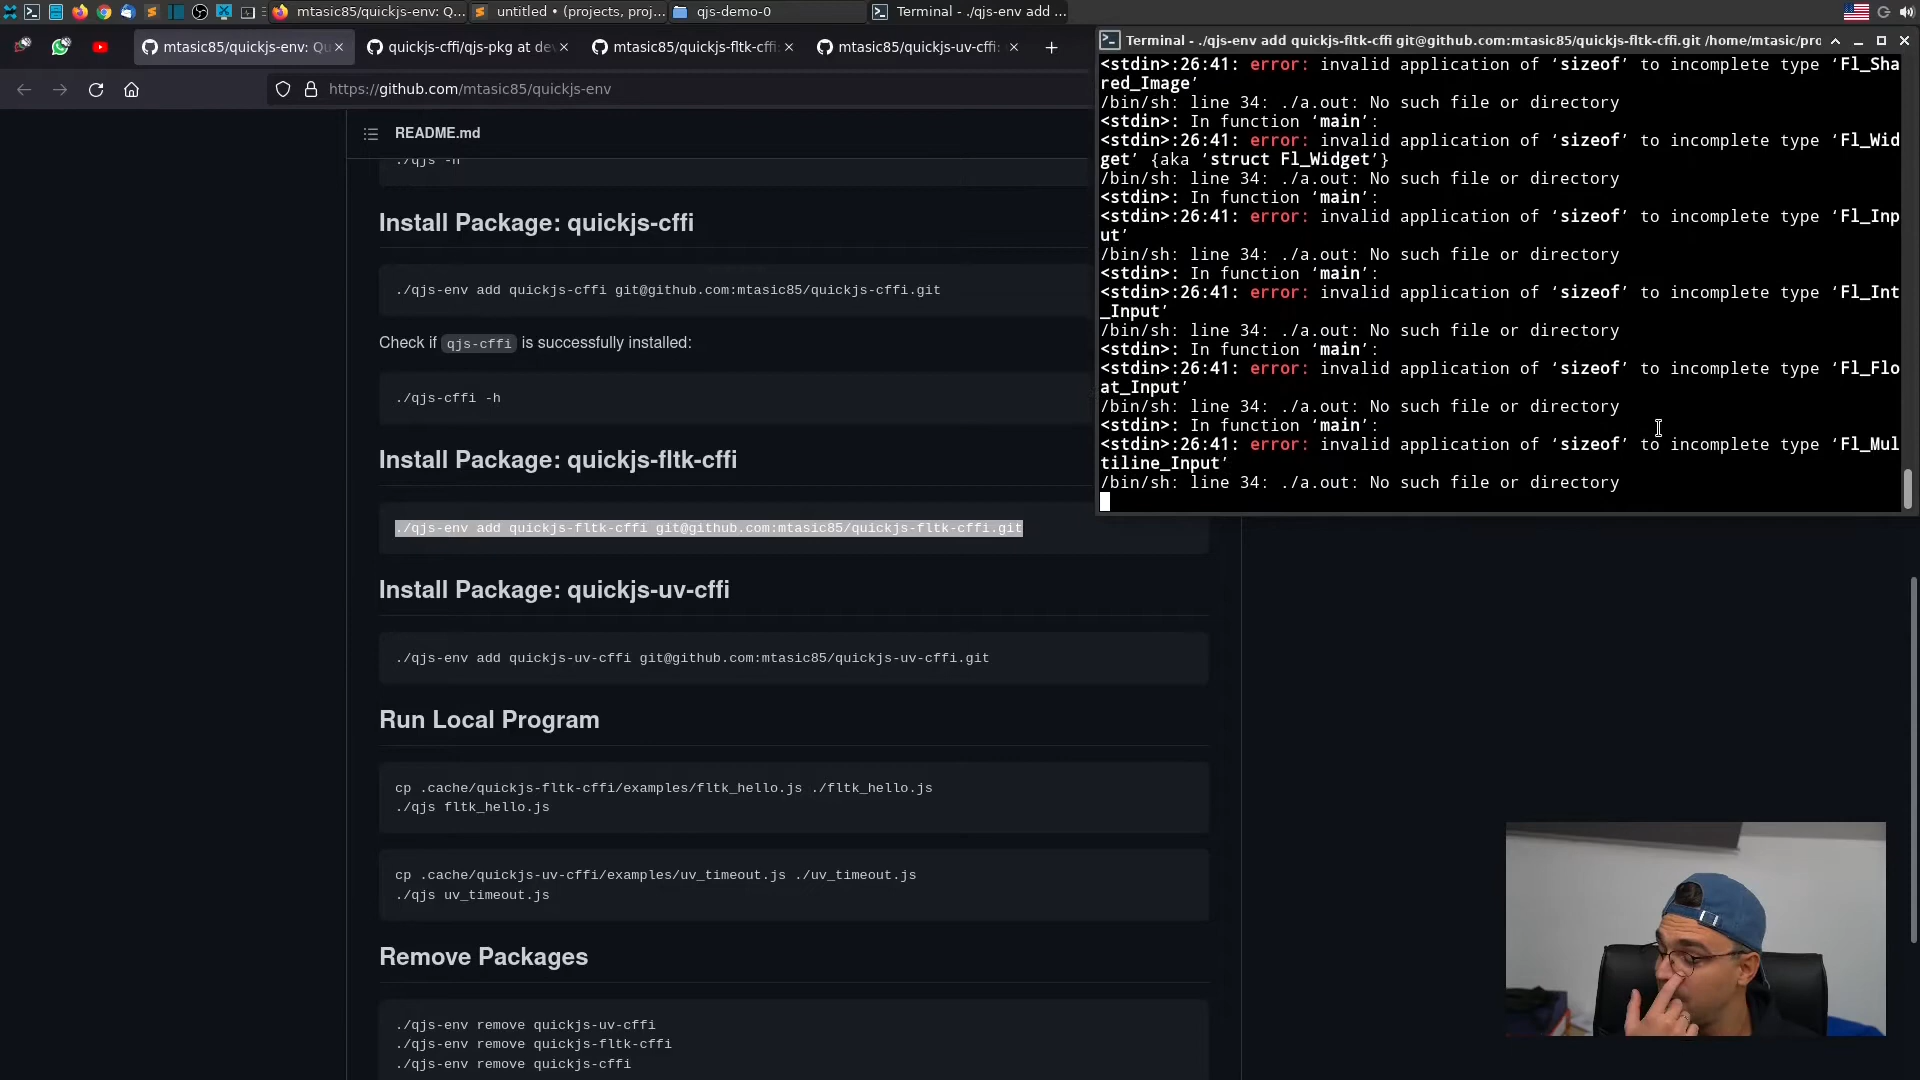 mtasic85/quickjs-env: Q...
untitled • (projects, proj...
qjs-demo-0
Terminal - ./qjs-env add ...
mtasic85/quickjs-env: Qu
quickjs-cffi/qjs-pkg at de
mtasic85/quickjs-fltk-cffi:
mtasic85/quickjs-uv-cffi:
https://github.com/mtasic85/quickjs-env
README.md
./qjs -h
Install Package: quickjs-cffi
./qjs-env add quickjs-cffi git@github.com:mtasic85/quickjs-cffi.git
Check if qjs-cffi is successfully installed:
./qjs-cffi -h
Install Package: quickjs-fltk-cffi
./qjs-env add quickjs-fltk-cffi git@github.com:mtasic85/quickjs-fltk-cffi.git
Install Package: quickjs-uv-cffi
./qjs-env add quickjs-uv-cffi git@github.com:mtasic85/quickjs-uv-cffi.git
Run Local Program
cp .cache/quickjs-fltk-cffi/examples/fltk_hello.js ./fltk_hello.js
./qjs fltk_hello.js
cp .cache/quickjs-uv-cffi/examples/uv_timeout.js ./uv_timeout.js
./qjs uv_timeout.js
Remove Packages
./qjs-env remove quickjs-uv-cffi
./qjs-env remove quickjs-fltk-cffi
./qjs-env remove quickjs-cffi
Terminal - ./qjs-env add quickjs-fltk-cffi git@github.com:mtasic85/quickjs-fltk-cffi.git /home/mtasic/pro
<stdin>:26:41: error: invalid application of ‘sizeof’ to incomplete type ‘Fl_Sha
red_Image’
/bin/sh: line 34: ./a.out: No such file or directory
<stdin>: In function ‘main’:
<stdin>:26:41: error: invalid application of ‘sizeof’ to incomplete type ‘Fl_Wid
get’ {aka ‘struct Fl_Widget’}
/bin/sh: line 34: ./a.out: No such file or directory
<stdin>: In function ‘main’:
<stdin>:26:41: error: invalid application of ‘sizeof’ to incomplete type ‘Fl_Inp
ut’
/bin/sh: line 34: ./a.out: No such file or directory
<stdin>: In function ‘main’:
<stdin>:26:41: error: invalid application of ‘sizeof’ to incomplete type ‘Fl_Int
_Input’
/bin/sh: line 34: ./a.out: No such file or directory
<stdin>: In function ‘main’:
<stdin>:26:41: error: invalid application of ‘sizeof’ to incomplete type ‘Fl_Flo
at_Input’
/bin/sh: line 34: ./a.out: No such file or directory
<stdin>: In function ‘main’:
<stdin>:26:41: error: invalid application of ‘sizeof’ to incomplete type ‘Fl_Mul
tiline_Input’
/bin/sh: line 34: ./a.out: No such file or directory